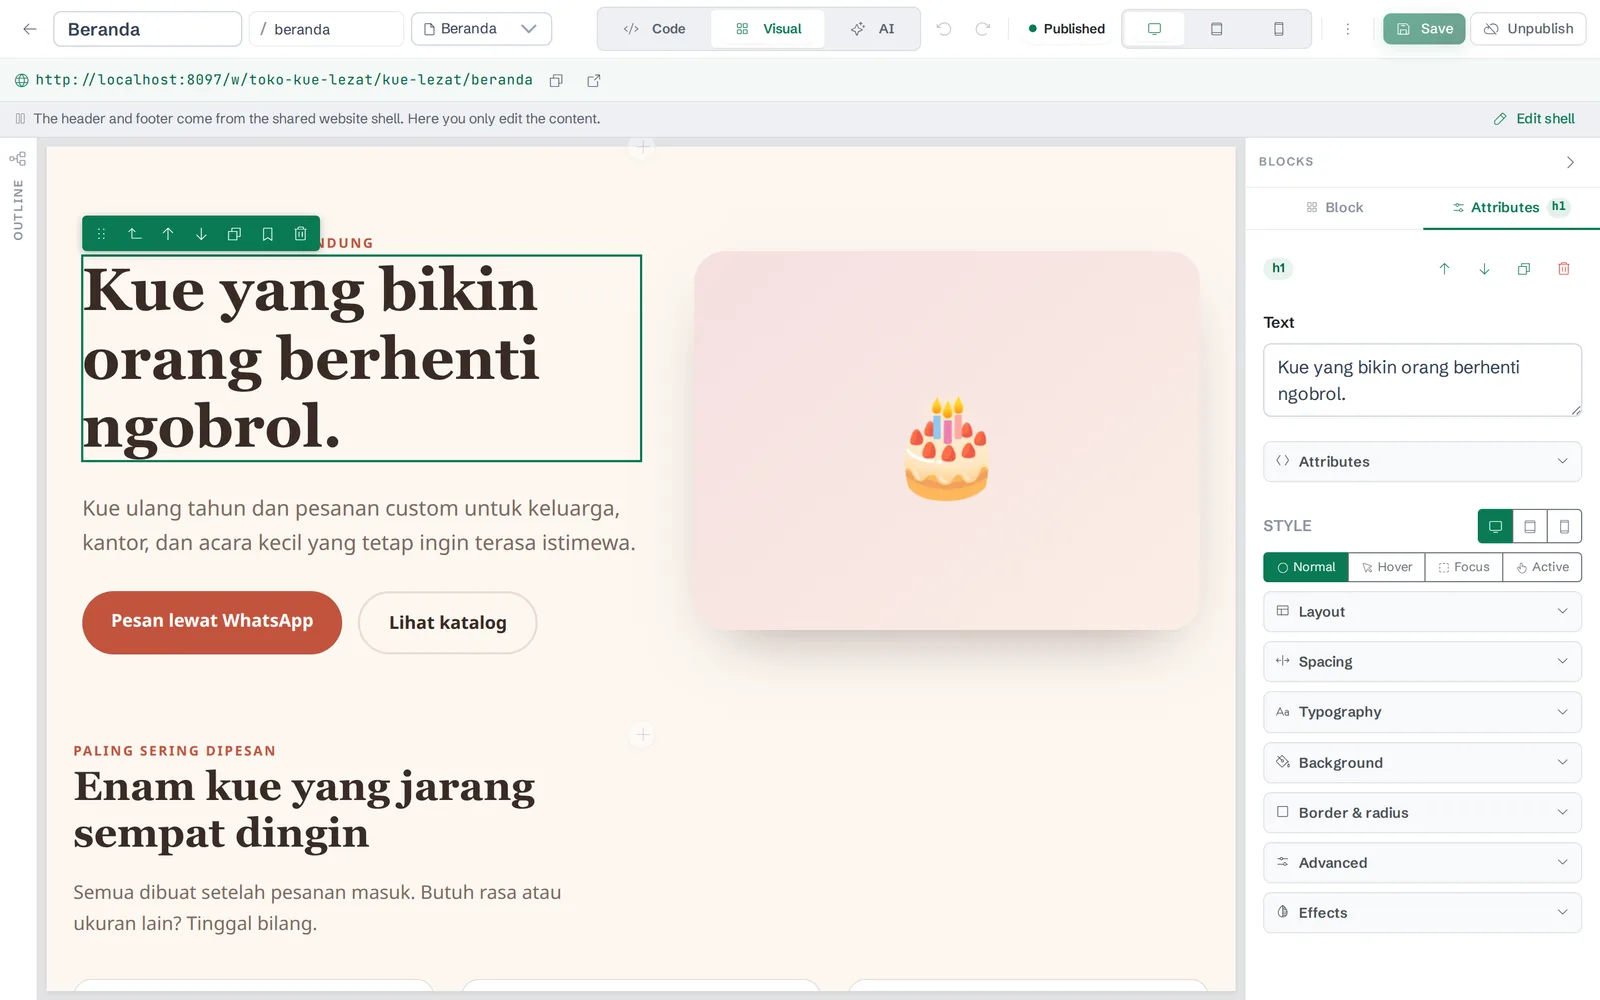 Beranda
/ beranda
Beranda
Code
Visual
AI
Published
Save
Unpublish
http://localhost:8097/w/toko-kue-lezat/kue-lezat/beranda
The header and footer come from the shared website shell. Here you only edit the content.
Edit shell
OUTLINE
NDUNG
Kue yang bikin
orang berhenti
ngobrol.
Kue ulang tahun dan pesanan custom untuk keluarga,
kantor, dan acara kecil yang tetap ingin terasa istimewa.
Pesan lewat WhatsApp
Lihat katalog
PALING SERING DIPESAN
Enam kue yang jarang
sempat dingin
Semua dibuat setelah pesanan masuk. Butuh rasa atau
ukuran lain? Tinggal bilang.
BLOCKS
Block
Attributes h1
h1
Text
Kue yang bikin orang berhenti
ngobrol.
Attributes
STYLE
Normal
Hover
Focus
Active
Layout
Spacing
Aa Typography
Background
Border & radius
Advanced
Effects